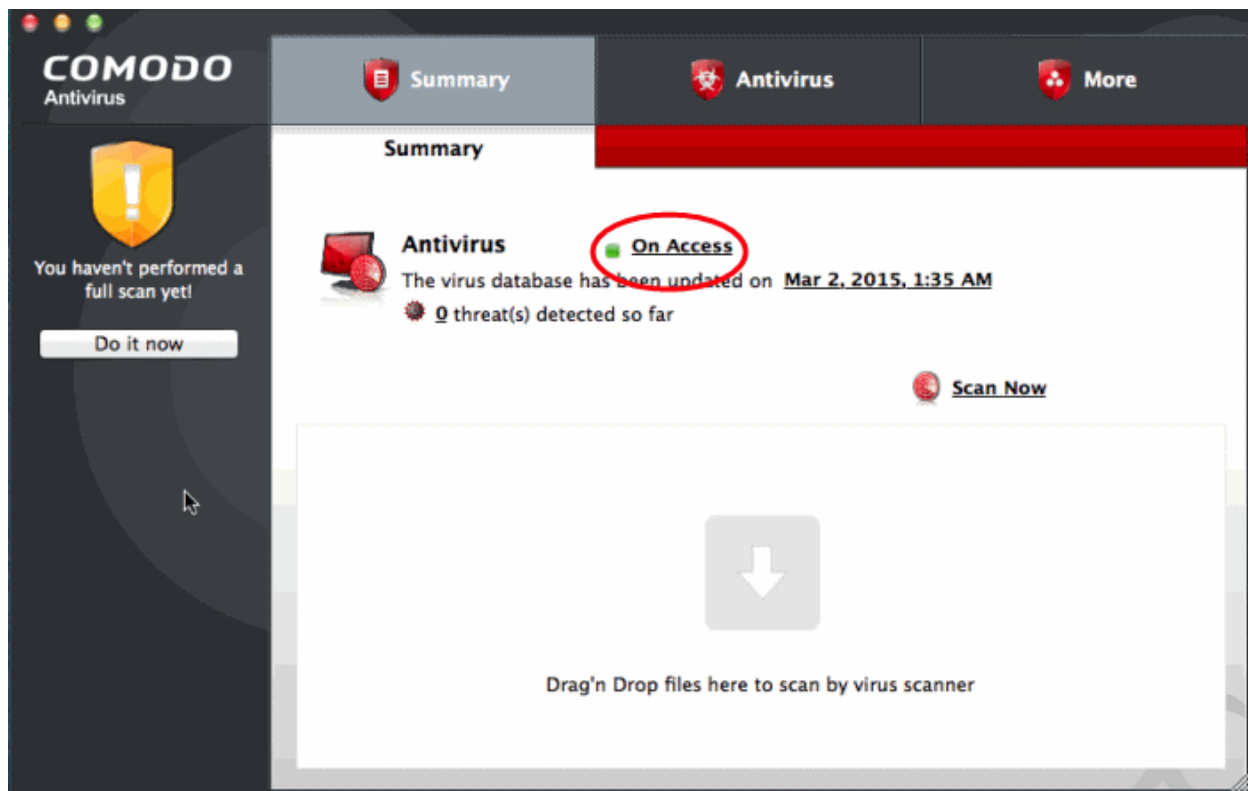 COMODO
Antivirus
Summary
Antivirus
More
Summary
You haven't performed a
full scan yet!
Do it now
Antivirus
On Access
The virus database has been updated on Mar 2, 2015, 1:35 AM
0 threat(s) detected so far
Scan Now
Drag'n Drop files here to scan by virus scanner